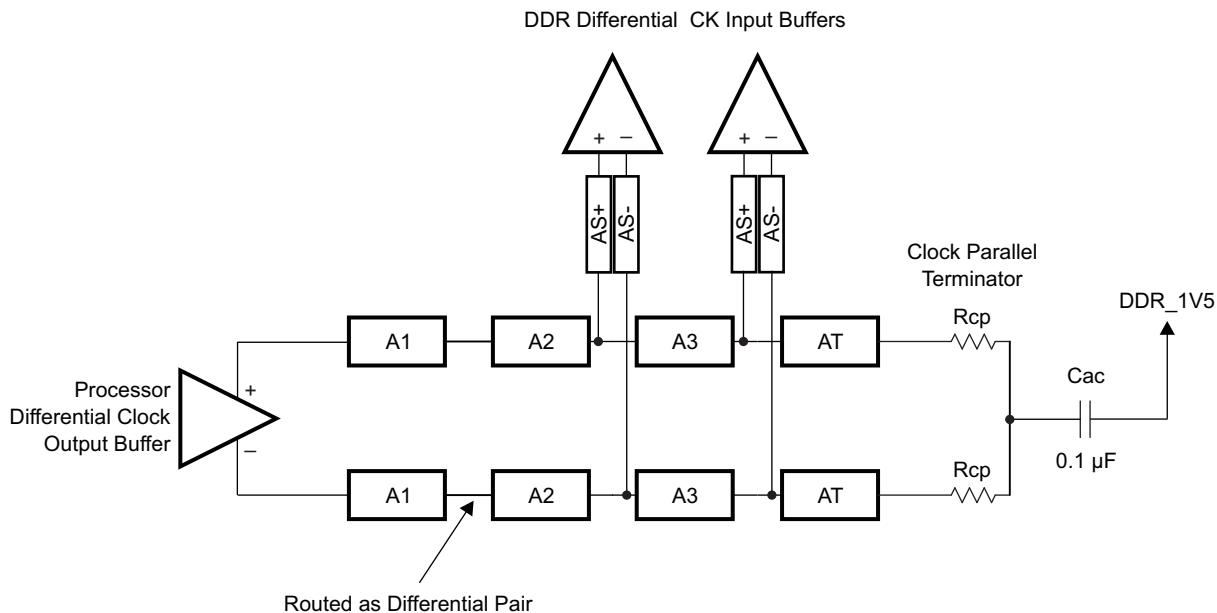 DDR Differential CK Input Buffers
+ −
+ −
AS+
AS-
AS+
AS-
Clock Parallel
Terminator
DDR_1V5
Rcp
A1
A2
A3
AT
Cac
Processor
Differential Clock
Output Buffer
+
−
0.1 µF
Rcp
A1
A2
A3
AT
Routed as Differential Pair